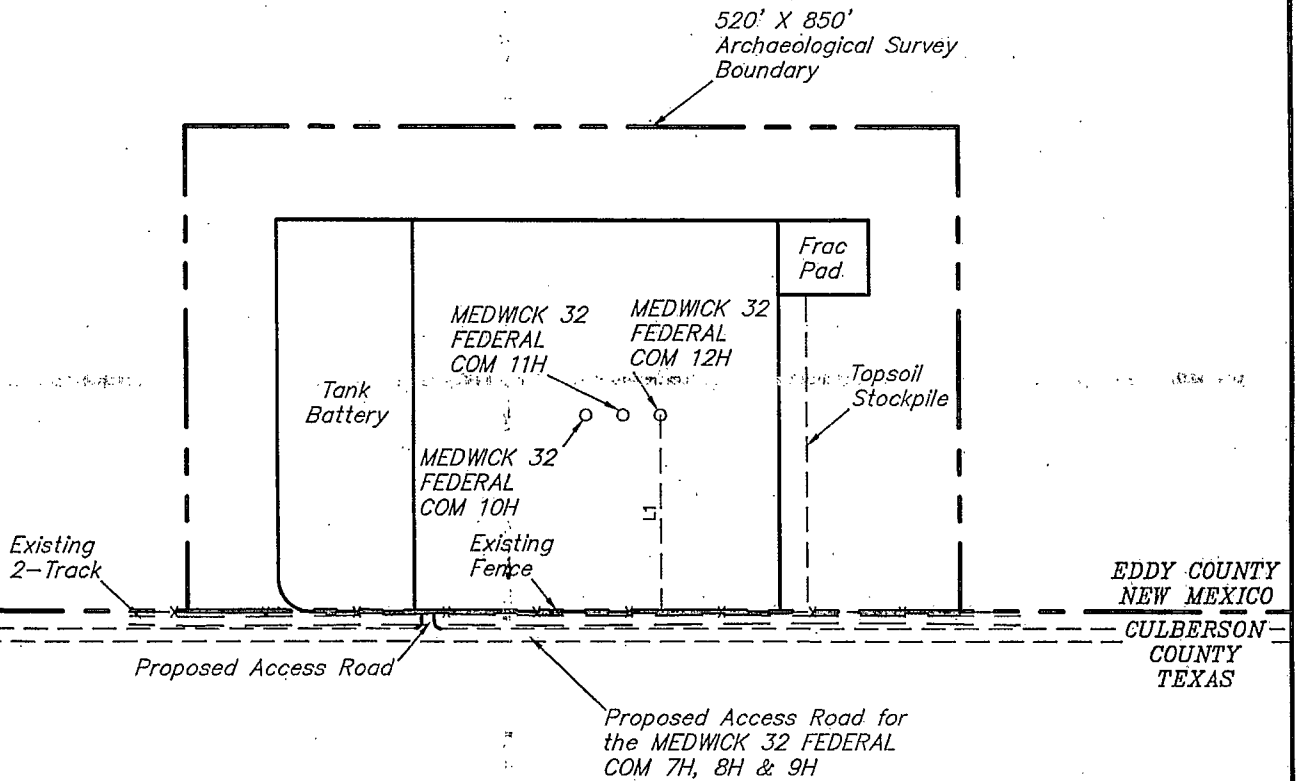 520' X 850'
Archaeological Survey
Boundary
Frac
Pad
MEDWICK 32
FEDERAL
COM 11H
MEDWICK 32
FEDERAL
COM 12H
Tank
Battery
Topsoil
Stockpile
MEDWICK 32
FEDERAL
COM 10H
L1
Existing
2-Track
Existing
Fence
EDDY COUNTY
NEW MEXICO
CULBERSON
COUNTY
TEXAS
Proposed Access Road
Proposed Access Road for
the MEDWICK 32 FEDERAL
COM 7H, 8H & 9H